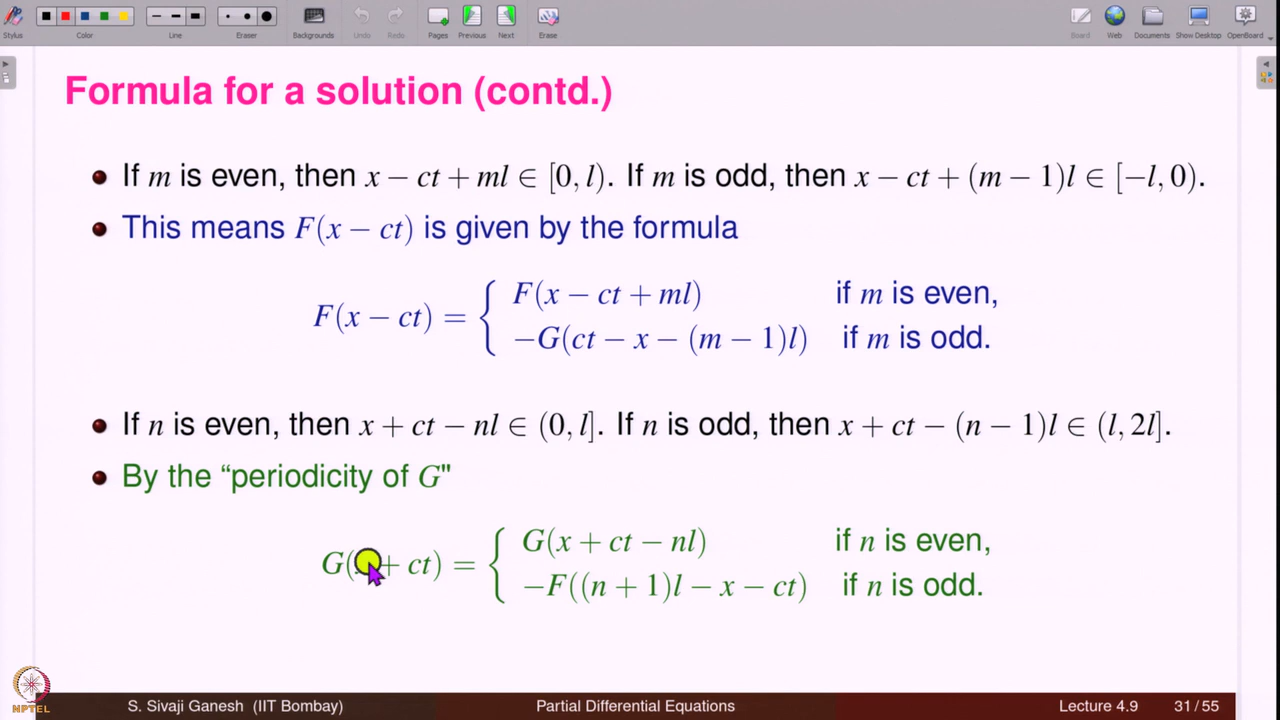 Stylus Color Line Eraser Backgrounds Undo Redo Pages Previous Next Erase Board Web Documents Show Desktop OpenBoard
Formula for a solution (contd.)
If m is even, then x − ct + ml ∈ [0, l). If m is odd, then x − ct + (m − 1)l ∈ [−l, 0).
This means F(x − ct) is given by the formula
F(x − ct) = { F(x − ct + ml) if m is even,
−G(ct − x − (m − 1)l) if m is odd.
If n is even, then x + ct − nl ∈ (0, l]. If n is odd, then x + ct − (n − 1)l ∈ (l, 2l].
By the “periodicity of G"
G( + ct) = { G(x + ct − nl) if n is even,
−F((n + 1)l − x − ct) if n is odd.
NPTEL
S. Sivaji Ganesh (IIT Bombay) Partial Differential Equations Lecture 4.9 31 / 55